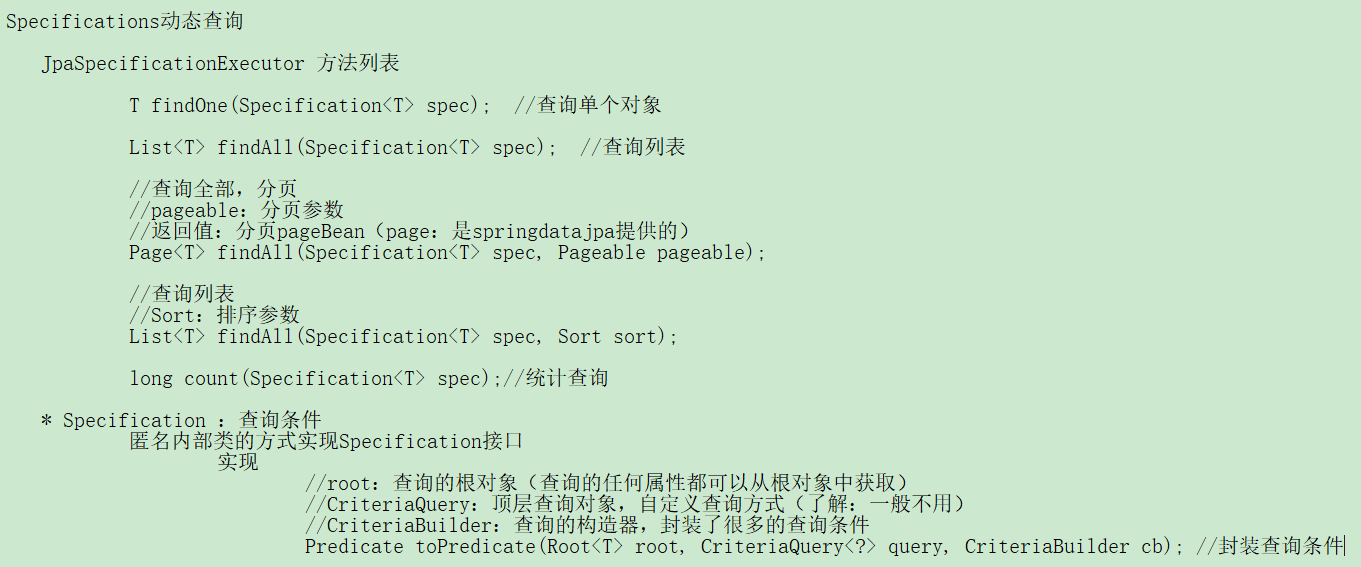 Specifications动态查询
JpaSpecificationExecutor 方法列表
T findOne(Specification<T> spec);  //查询单个对象
List<T> findAll(Specification<T> spec);  //查询列表
//查询全部，分页
//pageable：分页参数
//返回值：分页pageBean（page：是springdatajpa提供的）
Page<T> findAll(Specification<T> spec, Pageable pageable);
//查询列表
//Sort：排序参数
List<T> findAll(Specification<T> spec, Sort sort);
long count(Specification<T> spec);//统计查询
* Specification ：查询条件
匿名内部类的方式实现Specification接口
实现
//root：查询的根对象（查询的任何属性都可以从根对象中获取）
//CriteriaQuery：顶层查询对象，自定义查询方式（了解：一般不用）
//CriteriaBuilder：查询的构造器，封装了很多的查询条件
Predicate toPredicate(Root<T> root, CriteriaQuery<?> query, CriteriaBuilder cb); //封装查询条件